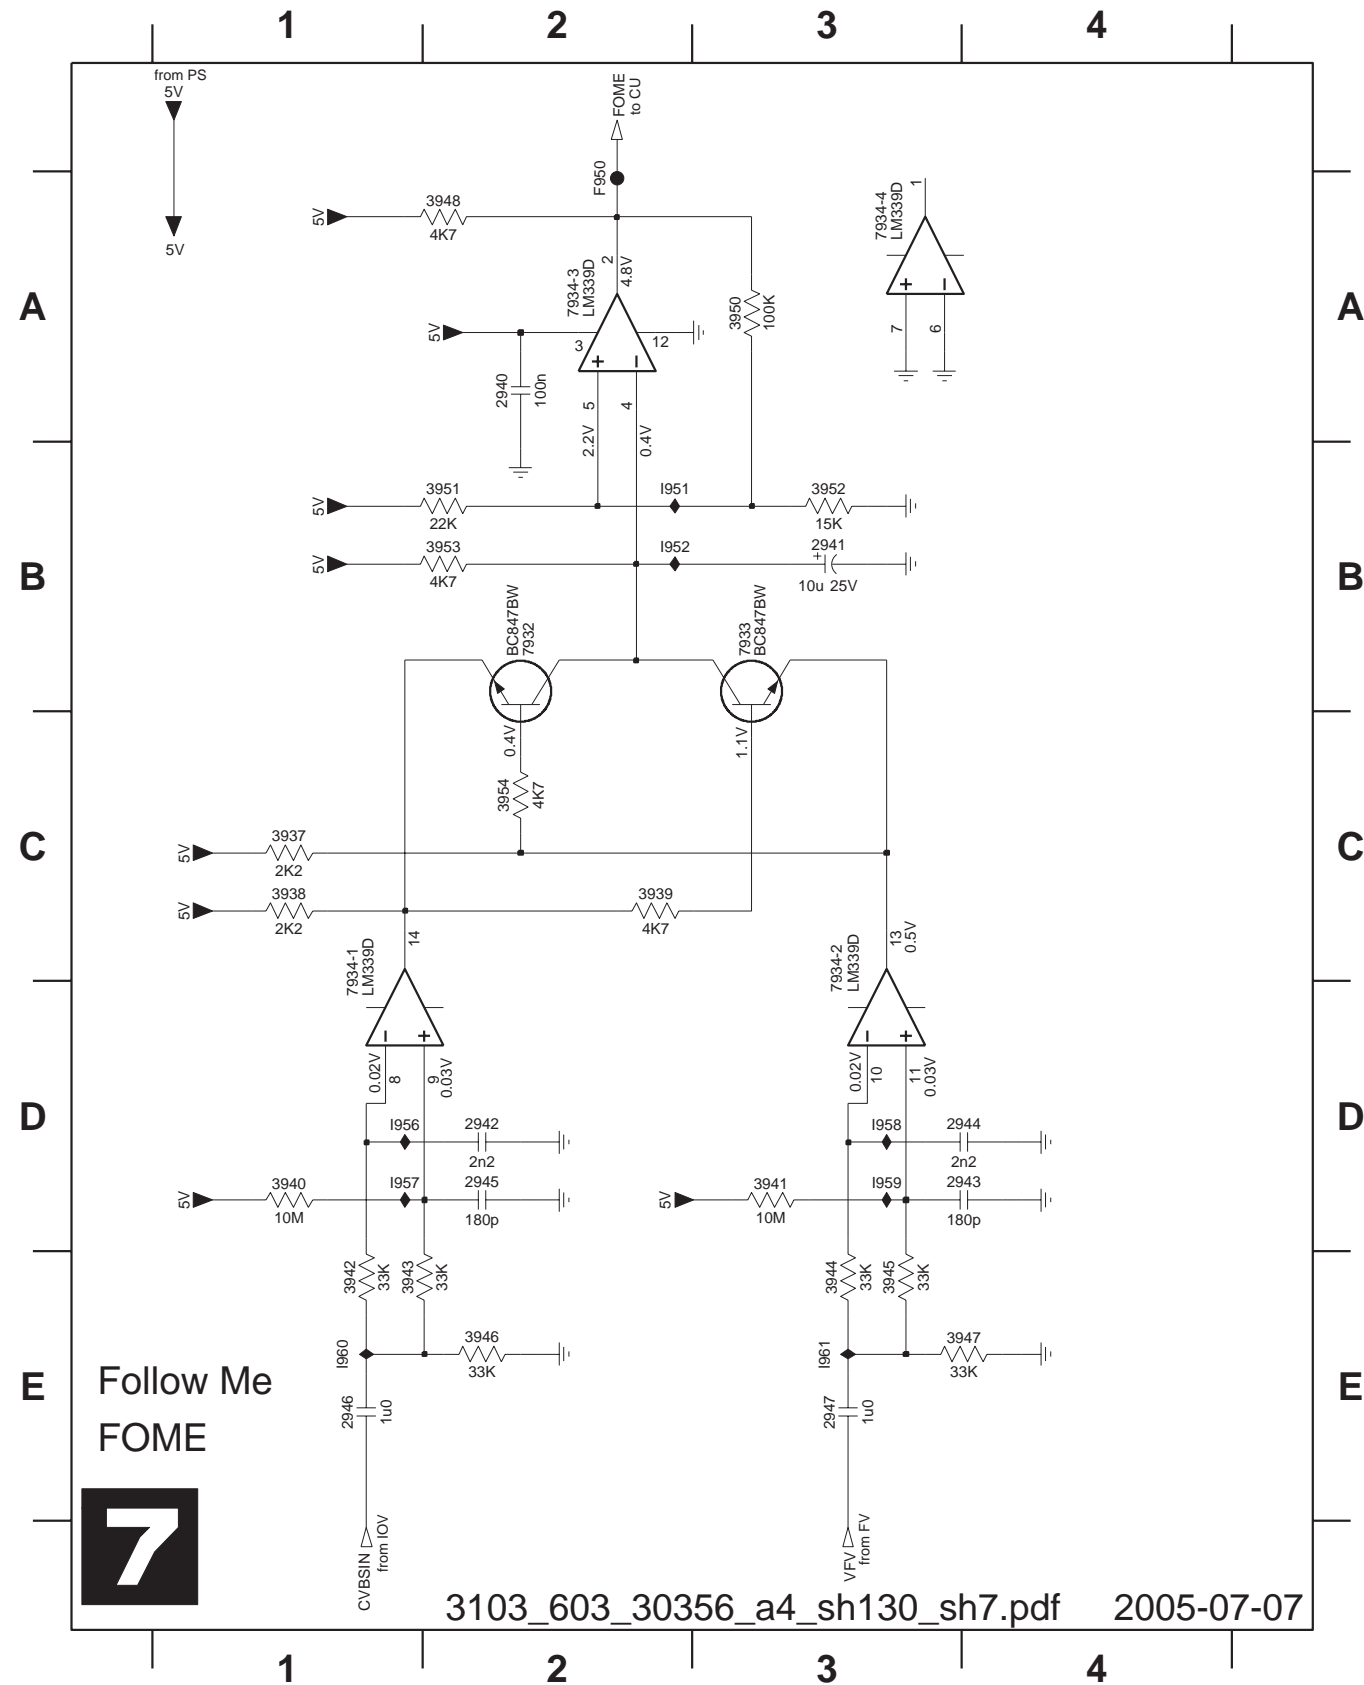 1 2 3 4
from PS
5V
5V
FOME
to CU
F950
5V
3948
4K7
7934-3
LM339D
2
4.8V
5V
3
12
2940
100n
5
2.2V
4
0.4V
3950
100K
7934-4
LM339D
1
7
6
A
A
5V
3951
22K
I951
3952
15K
5V
3953
4K7
I952
2941
+
10u 25V
B
B
BC847BW
7932
7933
BC847BW
0.4V
1.1V
3954
4K7
C
C
5V
3937
2K2
5V
3938
2K2
3939
4K7
14
7934-1
LM339D
13
0.5V
7934-2
LM339D
0.02V
8
9
0.03V
0.02V
10
11
0.03V
D
D
I956
2942
2n2
I958
2944
2n2
5V
3940
10M
I957
2945
180p
5V
3941
10M
I959
2943
180p
3942
33K
3943
33K
3944
33K
3945
33K
I960
3946
33K
I961
3947
33K
E
E
Follow Me
FOME
2946
1u0
2947
1u0
7
CVBSIN
from IOV
VFV
from FV
3103_603_30356_a4_sh130_sh7.pdf 2005-07-07
1 2 3 4